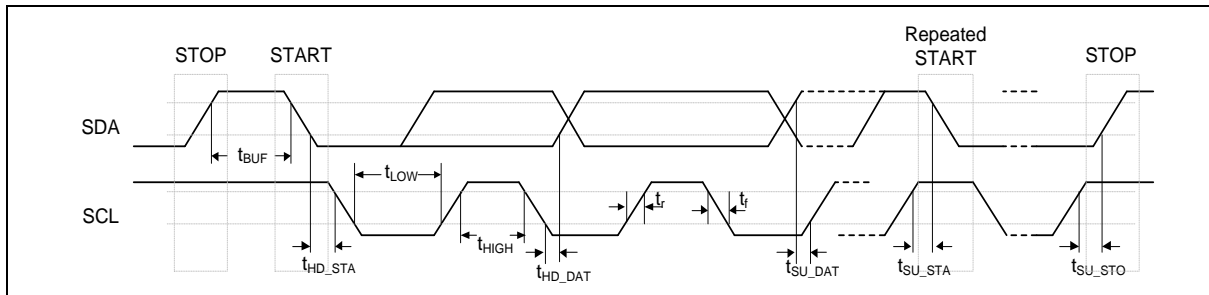 STOP
START
Repeated
START
STOP
SDA
tBUF
tLOW
SCL
tr
tf
tHIGH
tHD_STA
tHD_DAT
tSU_DAT
tSU_STA
tSU_STO